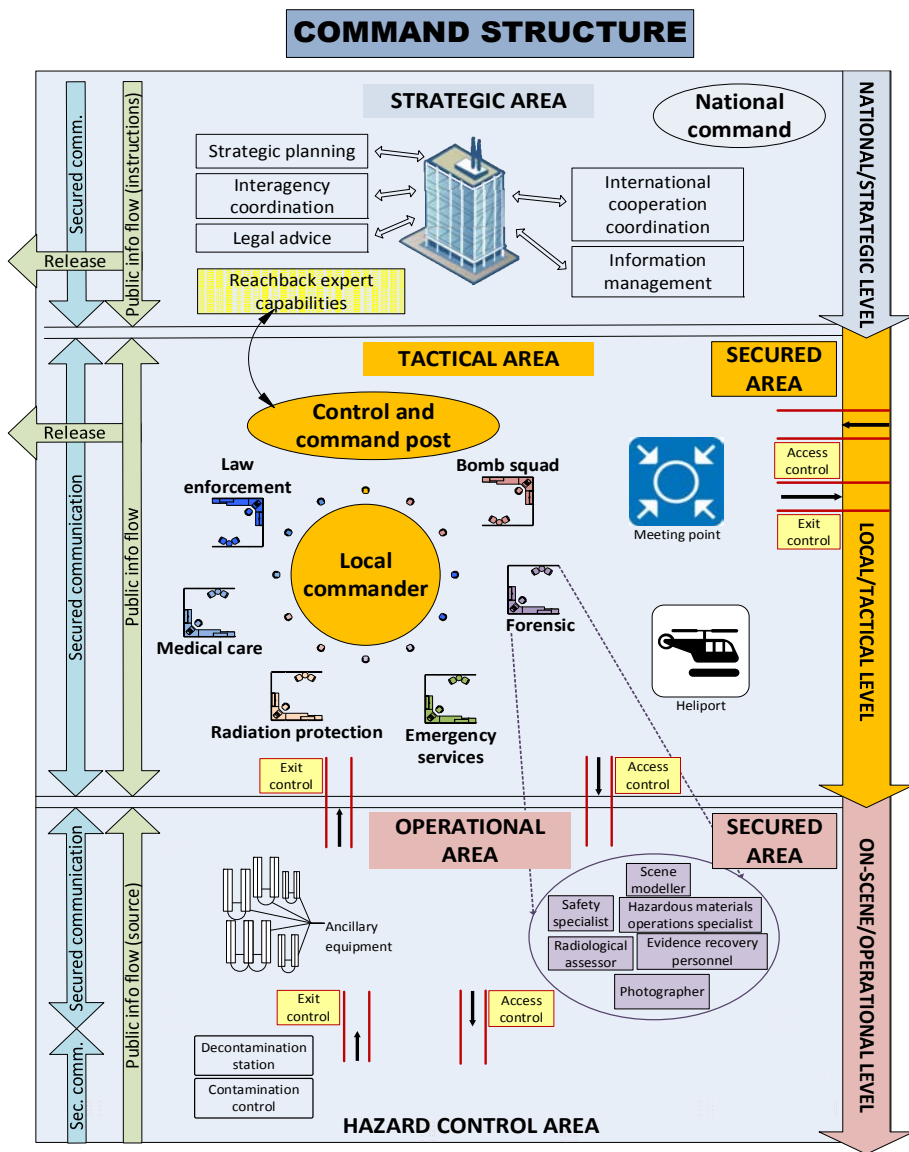 COMMAND STRUCTURE
STRATEGIC AREA
National
command
Strategic planning
Interagency
coordination
Legal advice
International
cooperation
coordination
Information
management
Reachback expert
capabilities
Secured comm.
Public info flow (instructions)
Release
NATIONAL/STRATEGIC LEVEL
TACTICAL AREA
SECURED
AREA
Control and
command post
Release
Law
enforcement
Bomb squad
Access
control
Exit
control
Meeting point
Local
commander
Medical care
Forensic
Heliport
Radiation protection
Emergency
services
Secured communication
Public info flow
LOCAL/TACTICAL LEVEL
Exit
control
Access
control
OPERATIONAL
AREA
SECURED
AREA
Ancillary
equipment
Scene
modeller
Safety
specialist
Hazardous materials
operations specialist
Radiological
assessor
Evidence recovery
personnel
Photographer
Exit
control
Access
control
Decontamination
station
Contamination
control
HAZARD CONTROL AREA
Secured communication
Sec. comm.
Public info flow (source)
ON-SCENE/OPERATIONAL LEVEL